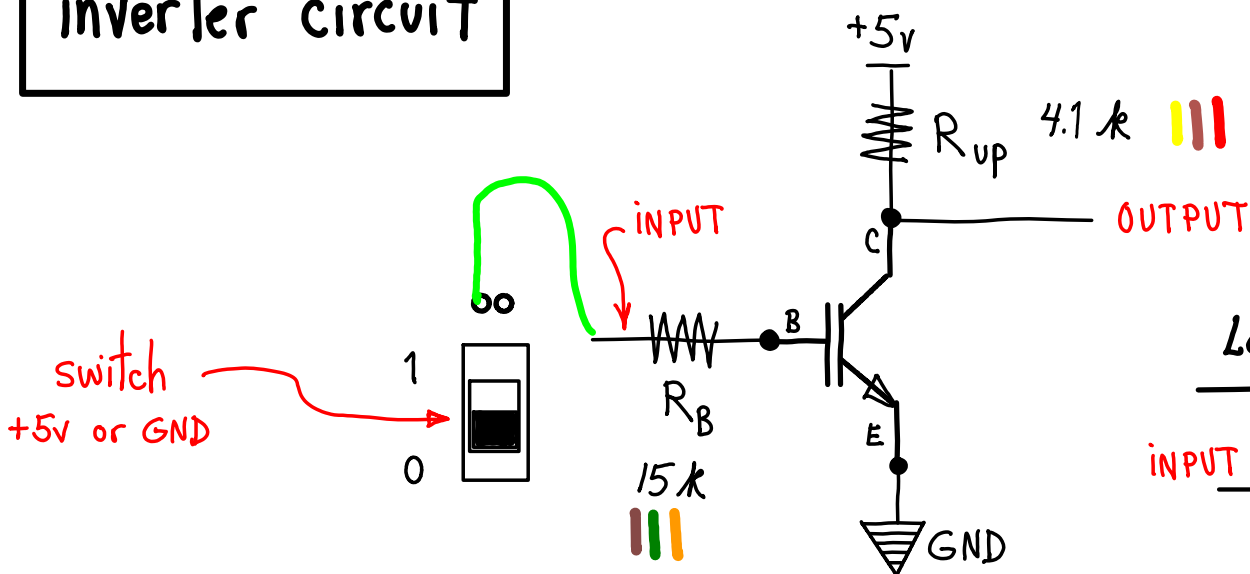 inverter circuit
+5v
Rup 4.1 k
OUTPUT
C
INPUT
B
1
switch
+5v or GND
0
RB
15 k
E
INPUT
GND